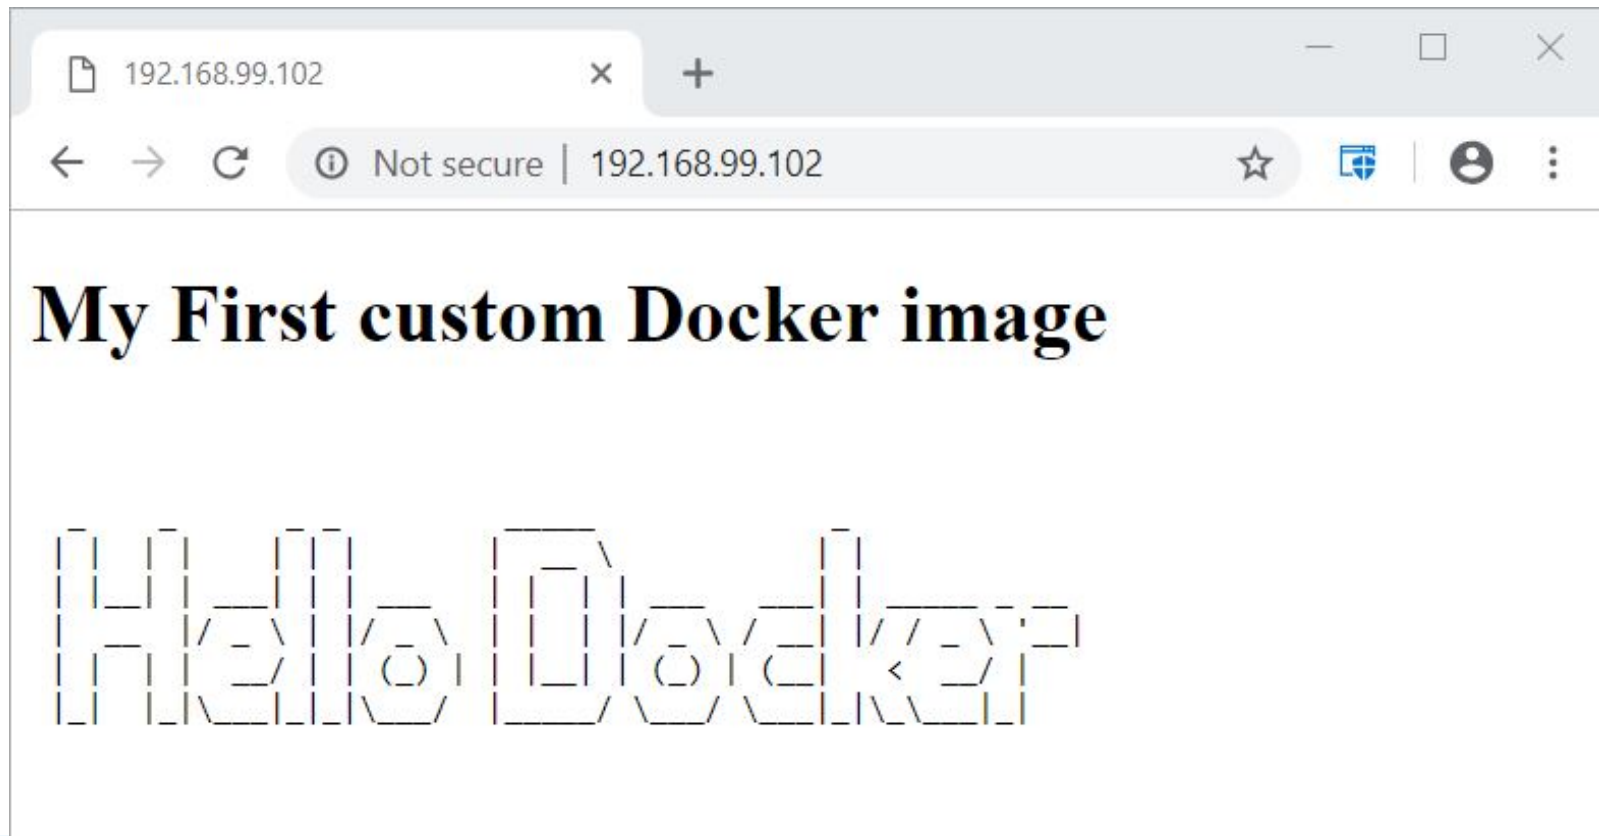 192.168.99.102
Not secure | 192.168.99.102
My First custom Docker image
Hello Docker